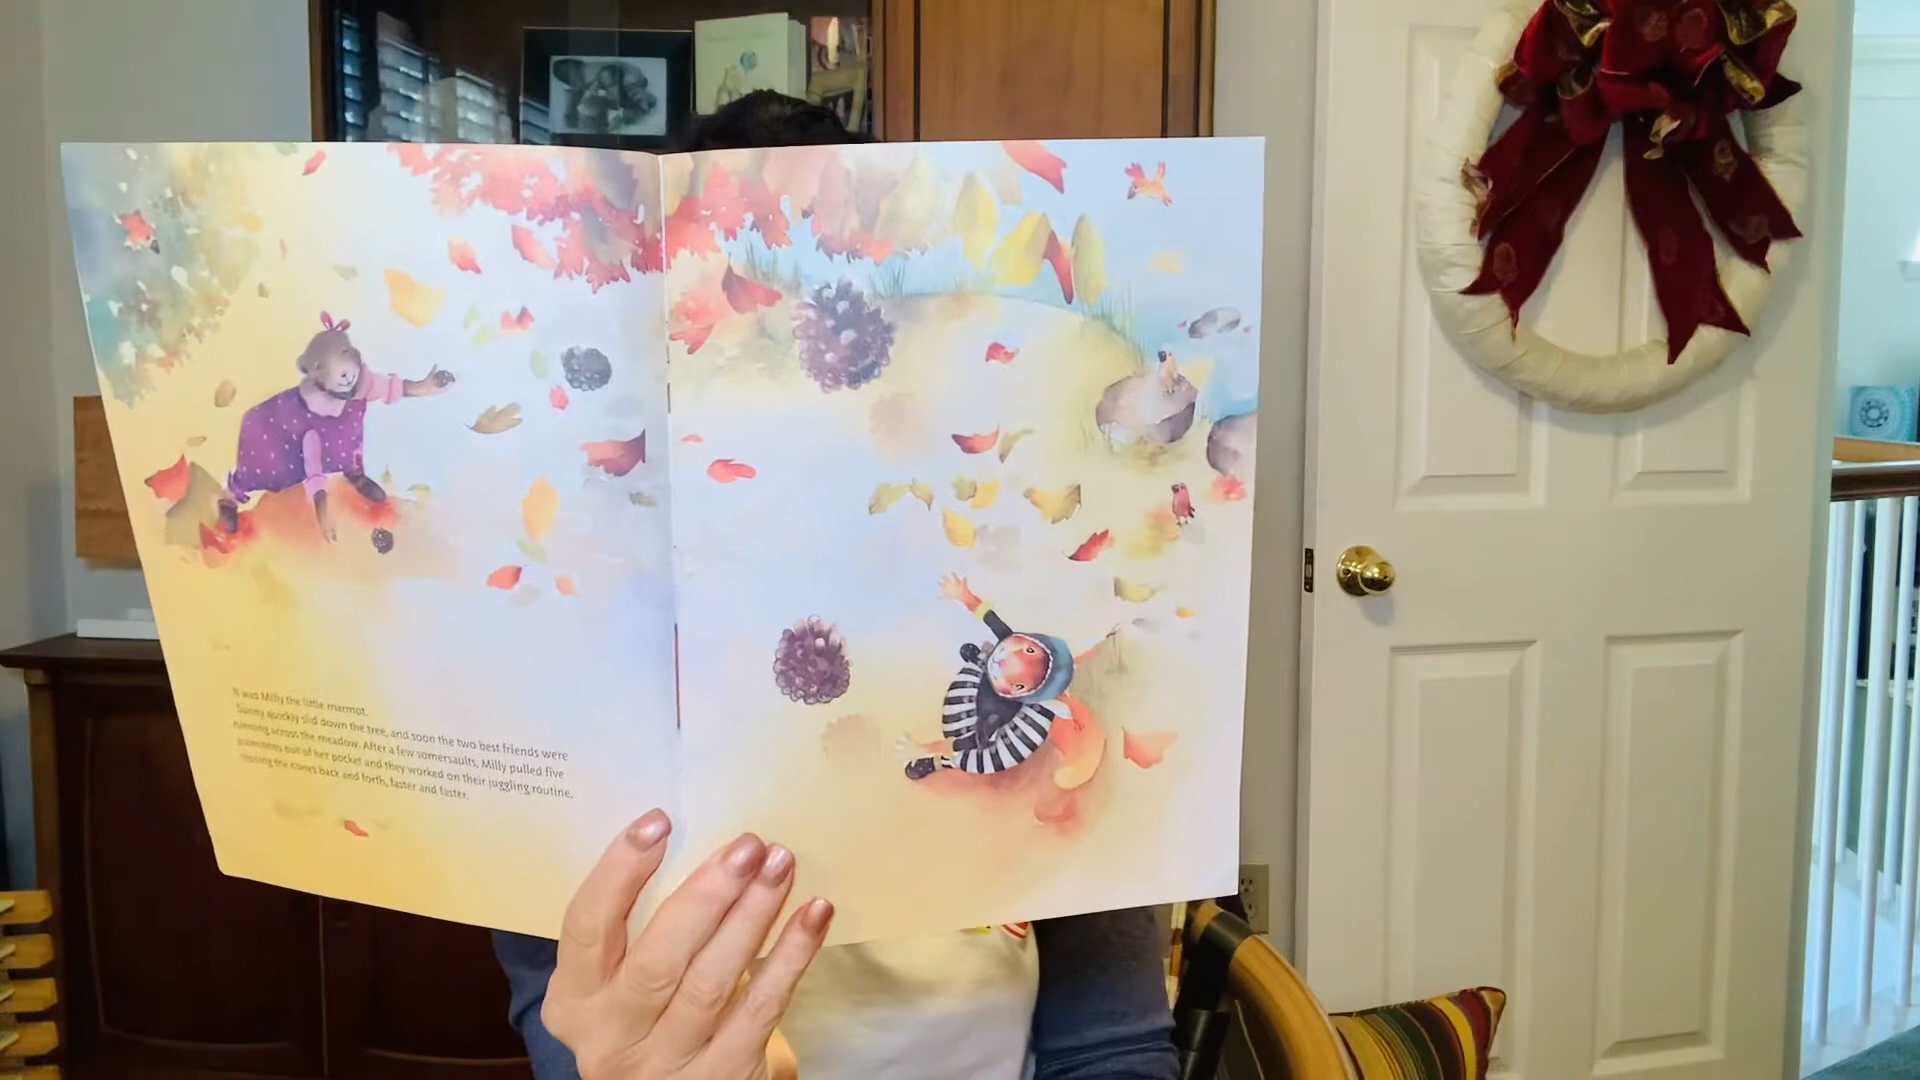 It was Milly the little marmot.
Sunny quickly slid down the tree, and soon the two best friends were
running across the meadow. After a few somersaults, Milly pulled five
pinecones out of her pocket and they worked on their juggling routine,
tossing the cones back and forth, faster and faster.